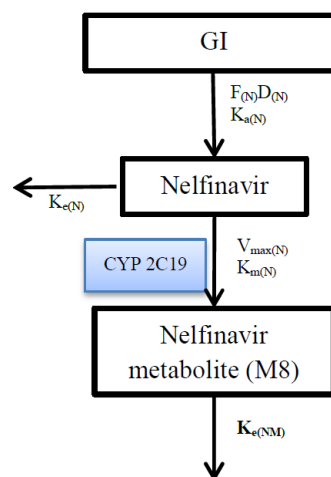 GI
F(N)D(N)
Ka(N)
Nelfinavir
Ke(N)
CYP 2C19
Vmax(N)
Km(N)
Nelfinavir
metabolite (M8)
Ke(NM)